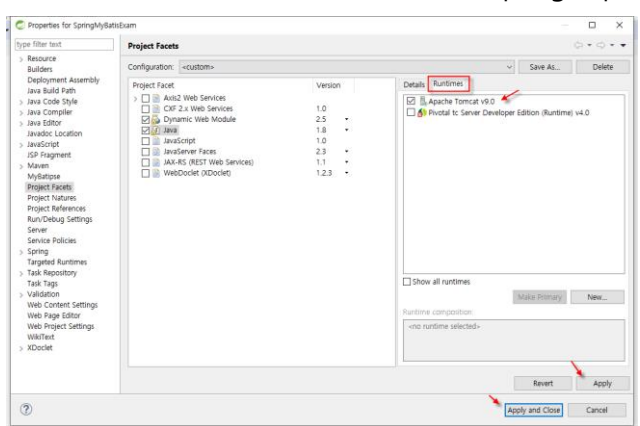 Properties for SpringMyBatisExam
type filter text
Resource
Builders
Deployment Assembly
Java Build Path
Java Code Style
Java Compiler
Java Editor
Javadoc Location
JavaScript
JSP Fragment
Maven
MyBatipse
Project Facets
Project Natures
Project References
Run/Debug Settings
Server
Service Policies
Spring
Targeted Runtimes
Task Repository
Task Tags
Validation
Web Content Settings
Web Page Editor
Web Project Settings
WikiText
XDoclet
Project Facets
Configuration: <custom> Save As... Delete
Project Facet Version
Axis2 Web Services
CXF 2.x Web Services 1.0
Dynamic Web Module 2.5
Java 1.8
JavaScript 1.0
JavaServer Faces 2.3
JAX-RS (REST Web Services) 1.1
WebDoclet (XDoclet) 1.2.3
Details Runtimes
Apache Tomcat v9.0
Pivotal tc Server Developer Edition (Runtime) v4.0
Show all runtimes
Make Primary New...
Runtime composition:
<no runtime selected>
Revert Apply
Apply and Close Cancel